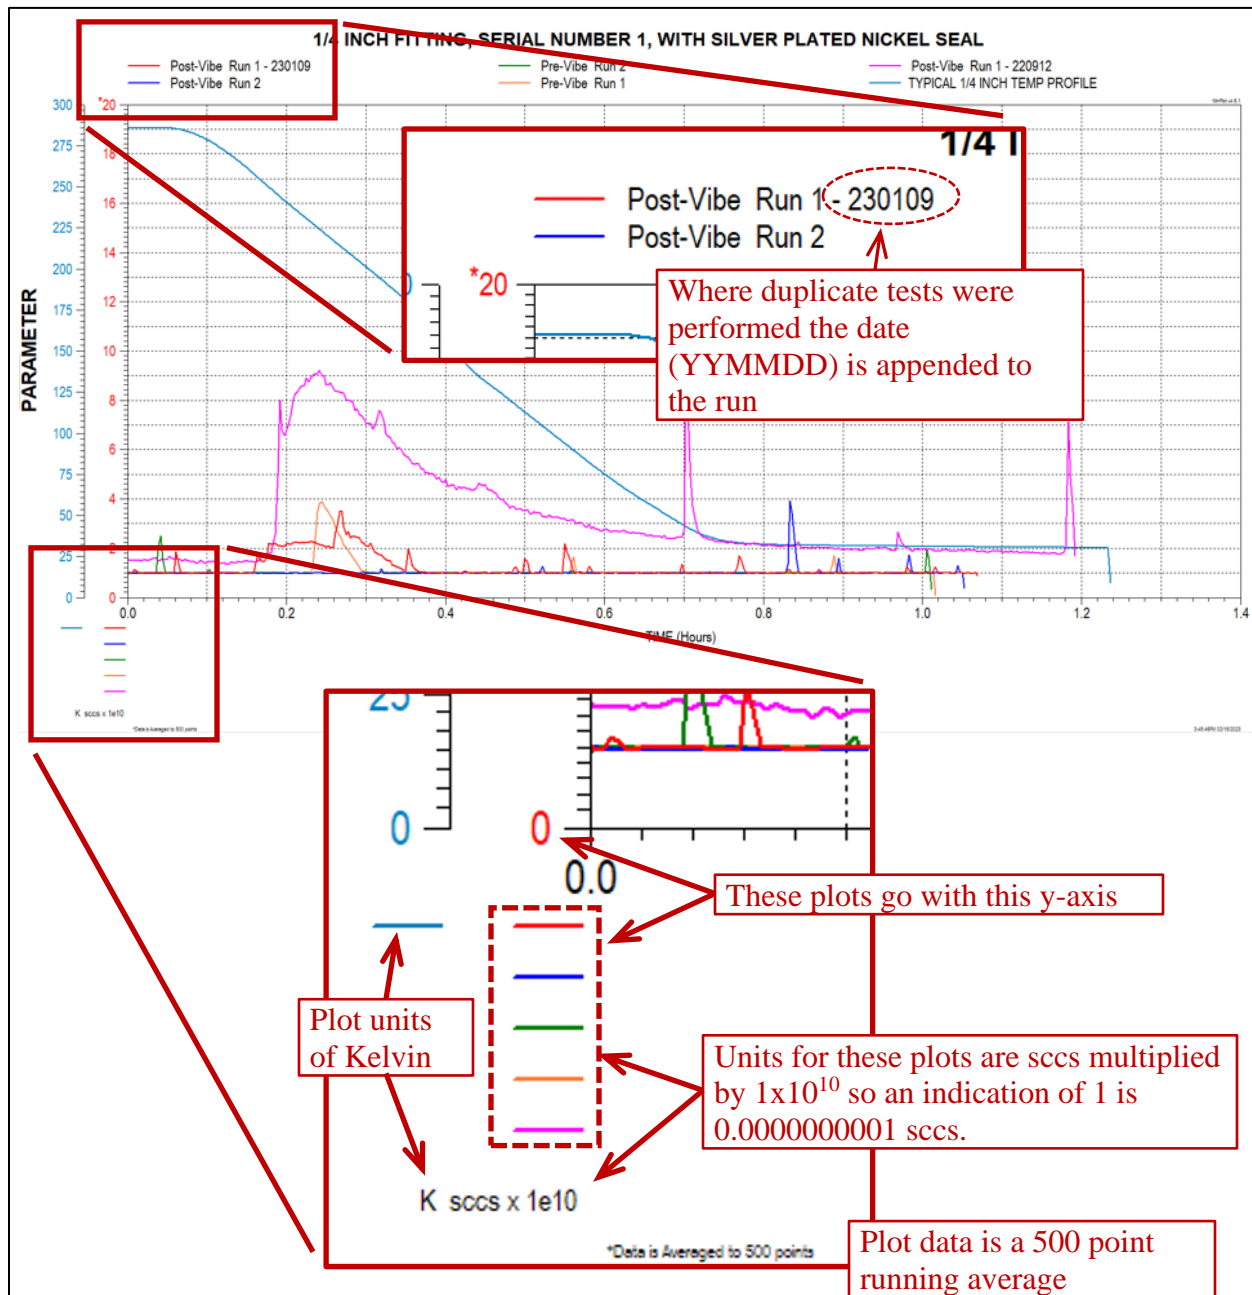 1/4 INCH FITTING, SERIAL NUMBER 1, WITH SILVER PLATED NICKEL SEAL
Post-Vibe Run 1 - 230109
Pre-Vibe Run 2
Post-Vibe Run 1 - 220912
Post-Vibe Run 2
Pre-Vibe Run 1
TYPICAL 1/4 INCH TEMP PROFILE
300
275
250
225
200
175
150
125
100
75
50
25
0
*20
18
16
14
12
10
8
6
4
2
0
PARAMETER
0.0
0.2
0.4
0.6
0.8
1.0
1.2
1.4
TIME (Hours)
K sccs x 1e10
*Data is Averaged to 500 points
1/4 I
Post-Vibe Run 1 - 230109
Post-Vibe Run 2
*20
Where duplicate tests were
performed the date
(YYMMDD) is appended to
the run
25
0
0
0.0
These plots go with this y-axis
Plot units
of Kelvin
Units for these plots are sccs multiplied
by 1x10¹⁰ so an indication of 1 is
0.0000000001 sccs.
K sccs x 1e10
*Data is Averaged to 500 points
Plot data is a 500 point
running average